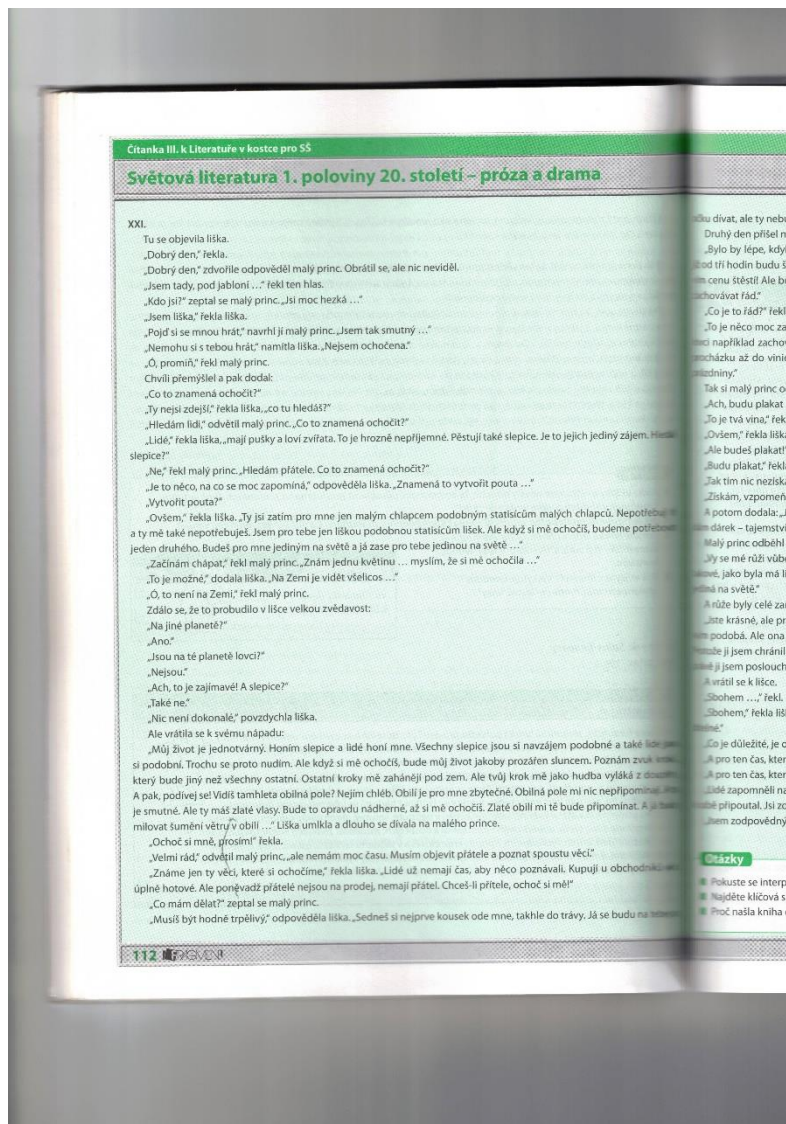 Čítanka III. k Literatuře v kostce pro SŠ
Světová literatura 1. poloviny 20. století – próza a drama
XXI.
Tu se objevila liška.
„Dobrý den,“ řekla.
„Dobrý den,“ zdvořile odpověděl malý princ. Obrátil se, ale nic neviděl.
„Jsem tady, pod jabloní …“ řekl ten hlas.
„Kdo jsi?“ zeptal se malý princ. „Jsi moc hezká …“
„Jsem liška,“ řekla liška.
„Pojď si se mnou hrát,“ navrhl jí malý princ. „Jsem tak smutný …“
„Nemohu si s tebou hrát,“ namítla liška. „Nejsem ochočena.“
„Ó, promiň,“ řekl malý princ.
Chvíli přemýšlel a pak dodal:
„Co to znamená ochočit?“
„Ty nejsi zdejší,“ řekla liška, „co tu hledáš?“
„Hledám lidi,“ odvětil malý princ. „Co to znamená ochočit?“
„Lidé,“ řekla liška, „mají pušky a loví zvířata. To je hrozně nepříjemné. Pěstují také slepice. Je to jejich jediný zájem.
slepice?“
„Ne,“ řekl malý princ. „Hledám přátele. Co to znamená ochočit?“
„Je to něco, na co se moc zapomíná,“ odpověděla liška. „Znamená to vytvořit pouta …“
„Vytvořit pouta?“
„Ovšem,“ řekla liška. „Ty jsi zatím pro mne jen malým chlapcem podobným statisícům malých chlapců. Nepotřebuji
a ty mě také nepotřebuješ. Jsem pro tebe jen liškou podobnou statisícům lišek. Ale když si mě ochočíš, budeme potřebovat
jeden druhého. Budeš pro mne jediným na světě a já zase pro tebe jedinou na světě …“
„Začínám chápat,“ řekl malý princ. „Znám jednu květinu … myslím, že si mě ochočila …“
„To je možné,“ dodala liška. „Na Zemi je vidět všelicos …“
„Ó, to není na Zemi,“ řekl malý princ.
Zdálo se, že to probudilo v lišce velkou zvědavost:
„Na jiné planetě?“
„Ano.“
„Jsou na té planetě lovci?“
„Nejsou.“
„Ach, to je zajímavé! A slepice?“
„Také ne.“
„Nic není dokonalé,“ povzdychla liška.
Ale vrátila se k svému nápadu:
„Můj život je jednotvárný. Honím slepice a lidé honí mne. Všechny slepice jsou si navzájem podobné a také lidé jsou
si podobní. Trochu se proto nudím. Ale když si mě ochočíš, bude můj život jakoby prozářen sluncem. Poznám zvuk kroků,
který bude jiný než všechny ostatní. Ostatní kroky mě zahánějí pod zem. Ale tvůj krok mě jako hudba vyláká z doupěte.
A pak, podívej se! Vidíš tamhleta obilná pole? Nejím chléb. Obilí je pro mne zbytečné. Obilná pole mi nic nepřipomínají.
je smutné. Ale ty máš zlaté vlasy. Bude to opravdu nádherné, až si mě ochočíš. Zlaté obilí mi tě bude připomínat. A já budu
milovat šumění větru v obilí …“ Liška umlkla a dlouho se dívala na malého prince.
„Ochoč si mně, prosím!“ řekla.
„Velmi rád,“ odvětil malý princ, „ale nemám moc času. Musím objevit přátele a poznat spoustu věcí.“
„Známe jen ty věci, které si ochočíme,“ řekla liška. „Lidé už nemají čas, aby něco poznávali. Kupují u obchodníků věci
úplně hotové. Ale poněvadž přátelé nejsou na prodej, nemají přátel. Chceš-li přítele, ochoč si mě!“
„Co mám dělat?“ zeptal se malý princ.
„Musíš být hodně trpělivý,“ odpověděla liška. „Sedneš si nejprve kousek ode mne, takhle do trávy. Já se budu na tebe
112 FRAGMENT
dívat, ale ty
Druhý den přišel
„Bylo by lépe,
od tří hodin budu
cenu štěstí! Ale
zachovávat řád.“
„Co je to řád?“
„To je něco moc
například
procházku až do
prázdniny.“
Tak si malý princ
„Ach, budu plakat
„To je tvá vina,“
„Ovšem,“ řekla
„Ale budeš plakat!“
„Budu plakat,“
„Tak tím nic
„Získám,
A potom dodala:
dárek – tajemství
Malý princ odběhl
„Vy se mé růži
jako byla má
na světě.“
A růže byly celé
„Jste krásné, ale
podobá. Ale ona
ji jsem chránil
ji jsem
A vrátil se k lišce.
„Sbohem …,“ řekl.
„Sbohem,“ řekla
„Co je důležité, je
„A pro ten čas,
„A pro ten čas,
„Lidé zapomněli na
připoutal. Jsi
„Jsem zodpovědný
Otázky
Pokuste se
Najděte klíčová
Proč našla kniha